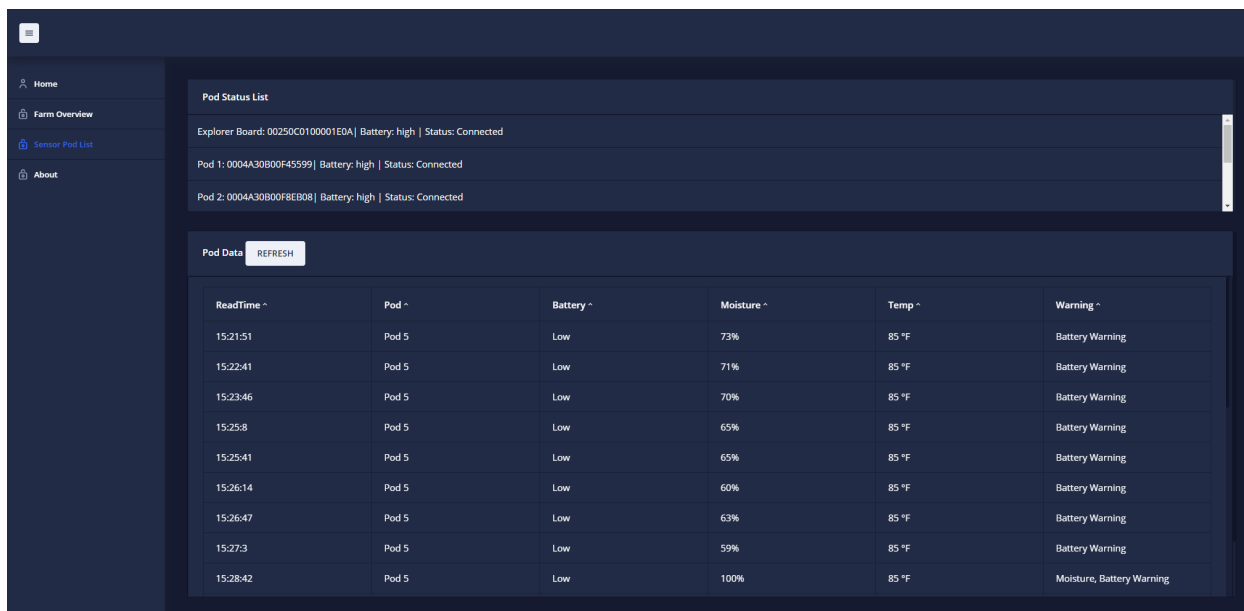 Home
Farm Overview
Sensor Pod List
About
Pod Status List
Explorer Board: 00250C0100001E0A| Battery: high | Status: Connected
Pod 1: 0004A30B00F45599| Battery: high | Status: Connected
Pod 2: 0004A30B00F8EB08| Battery: high | Status: Connected
Pod Data REFRESH
ReadTime ^ Pod ^ Battery ^ Moisture ^ Temp ^ Warning ^
15:21:51 Pod 5 Low 73% 85 °F Battery Warning
15:22:41 Pod 5 Low 71% 85 °F Battery Warning
15:23:46 Pod 5 Low 70% 85 °F Battery Warning
15:25:8 Pod 5 Low 65% 85 °F Battery Warning
15:25:41 Pod 5 Low 65% 85 °F Battery Warning
15:26:14 Pod 5 Low 60% 85 °F Battery Warning
15:26:47 Pod 5 Low 63% 85 °F Battery Warning
15:27:3 Pod 5 Low 59% 85 °F Battery Warning
15:28:42 Pod 5 Low 100% 85 °F Moisture, Battery Warning